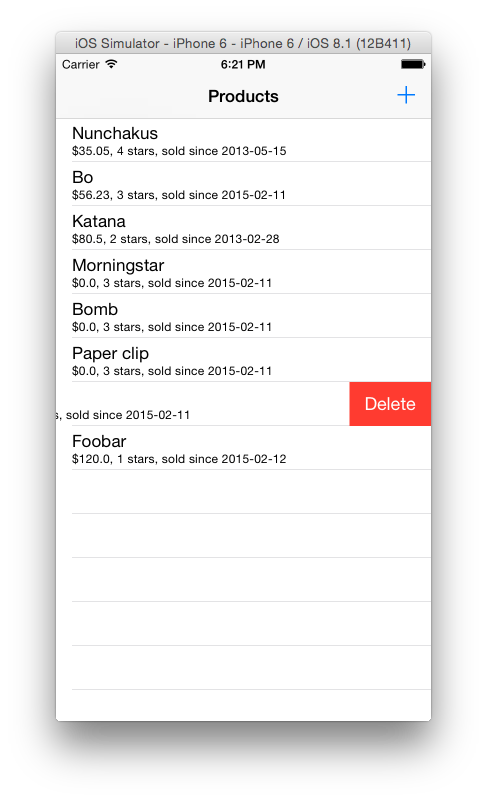 iOS Simulator - iPhone 6 - iPhone 6 / iOS 8.1 (12B411)
Carrier 6:21 PM
Products +
Nunchakus
$35.05, 4 stars, sold since 2013-05-15
Bo
$56.23, 3 stars, sold since 2015-02-11
Katana
$80.5, 2 stars, sold since 2013-02-28
Morningstar
$0.0, 3 stars, sold since 2015-02-11
Bomb
$0.0, 3 stars, sold since 2015-02-11
Paper clip
$0.0, 3 stars, sold since 2015-02-11
s, sold since 2015-02-11 Delete
Foobar
$120.0, 1 stars, sold since 2015-02-12